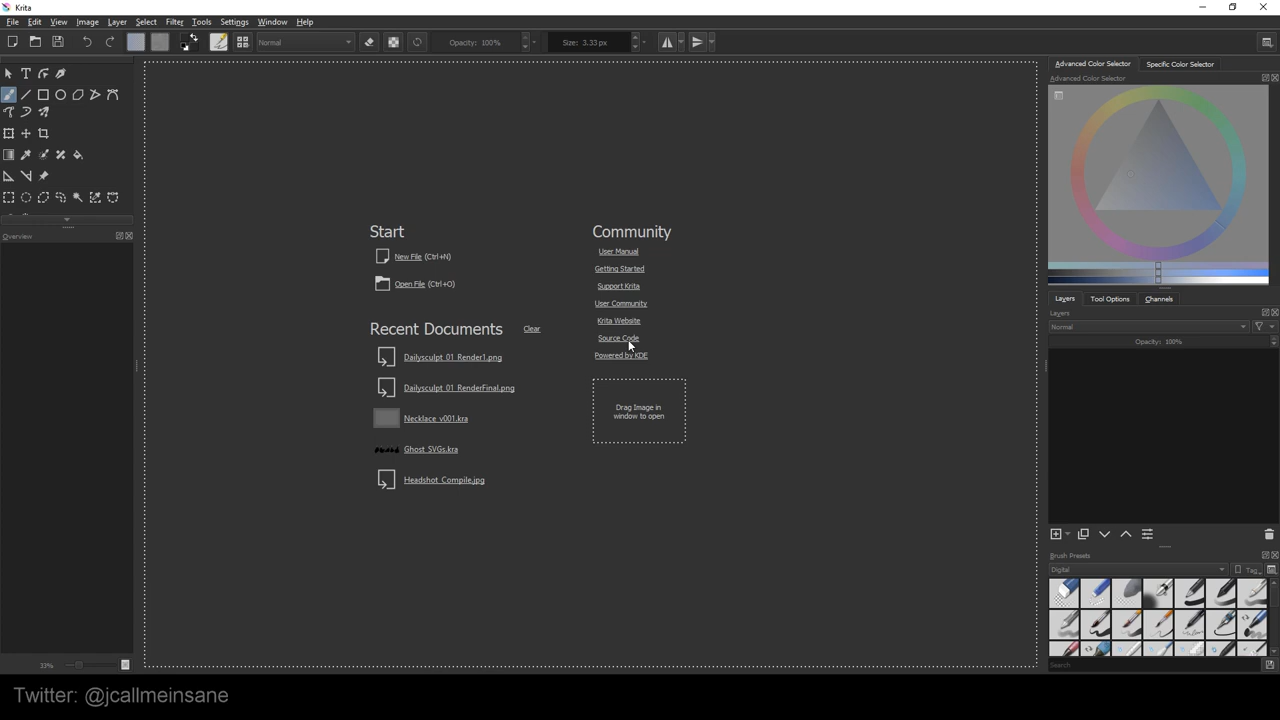 Krita
File Edit View Image Layer Select Filter Tools Settings Window Help
Normal Opacity: 100% Size: 3.33 px
Advanced Color Selector Specific Color Selector
Advanced Color Selector
Overview
Start
New File (Ctrl+N)
Open File (Ctrl+O)
Recent Documents Clear
Dailysculpt_01_Render1.png
Dailysculpt_01_RenderFinal.png
Necklace_v001.kra
Ghost_SVGs.kra
Headshot_Compile.jpg
Community
User Manual
Getting Started
Support Krita
User Community
Krita Website
Source Code
Powered by KDE
Drag Image in
window to open
Layers Tool Options Channels
Layers
Normal
Opacity: 100%
Brush Presets
Digital Tag
Search
33%
Twitter: @jcallmeinsane